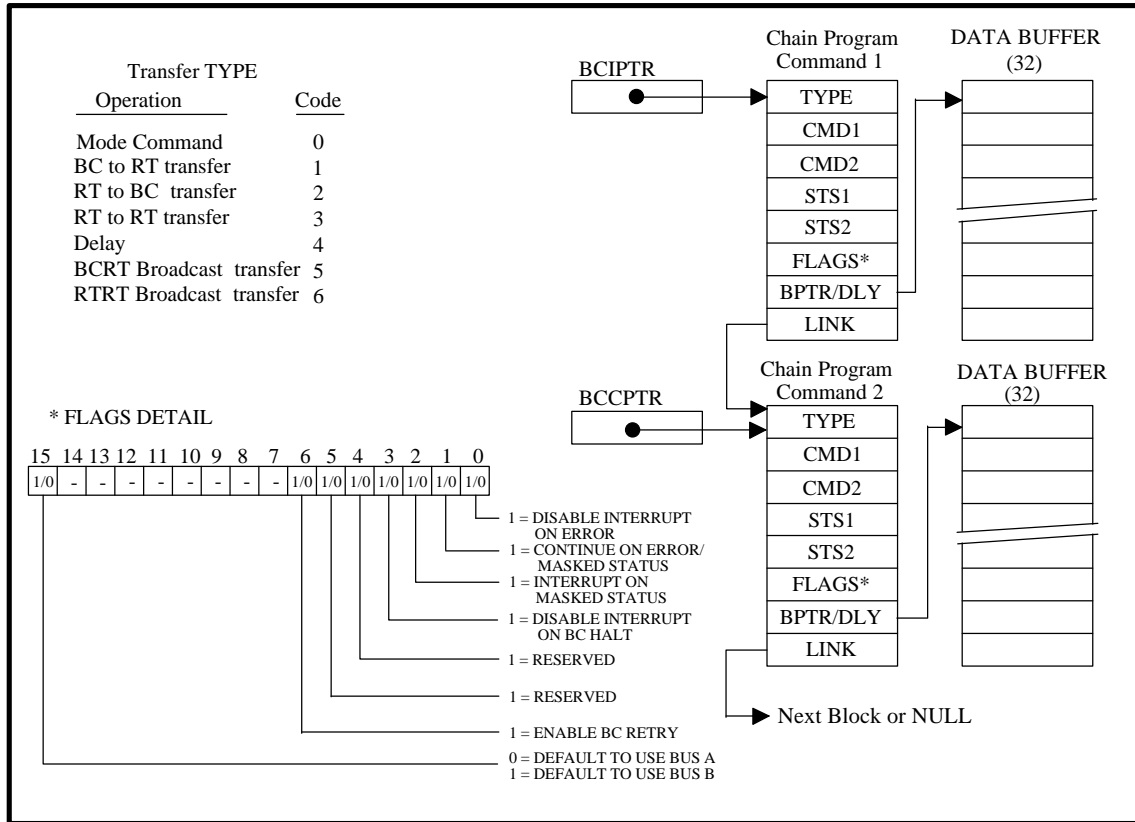 Transfer TYPE
Operation Code
Mode Command 0
BC to RT transfer 1
RT to BC transfer 2
RT to RT transfer 3
Delay 4
BCRT Broadcast transfer 5
RTRT Broadcast transfer 6
BCIPTR
Chain Program
Command 1
TYPE
CMD1
CMD2
STS1
STS2
FLAGS*
BPTR/DLY
LINK
DATA BUFFER
(32)
BCCPTR
Chain Program
Command 2
TYPE
CMD1
CMD2
STS1
STS2
FLAGS*
BPTR/DLY
LINK
DATA BUFFER
(32)
Next Block or NULL
* FLAGS DETAIL
15 14 13 12 11 10 9 8 7 6 5 4 3 2 1 0
1/0 - - - - - - - - 1/0 1/0 1/0 1/0 1/0 1/0 1/0
1 = DISABLE INTERRUPT
ON ERROR
1 = CONTINUE ON ERROR/
MASKED STATUS
1 = INTERRUPT ON
MASKED STATUS
1 = DISABLE INTERRUPT
ON BC HALT
1 = RESERVED
1 = RESERVED
1 = ENABLE BC RETRY
0 = DEFAULT TO USE BUS A
1 = DEFAULT TO USE BUS B